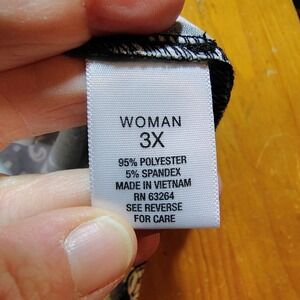 WOMAN
3X
95% POLYESTER
5% SPANDEX
MADE IN VIETNAM
RN 63264
SEE REVERSE
FOR CARE